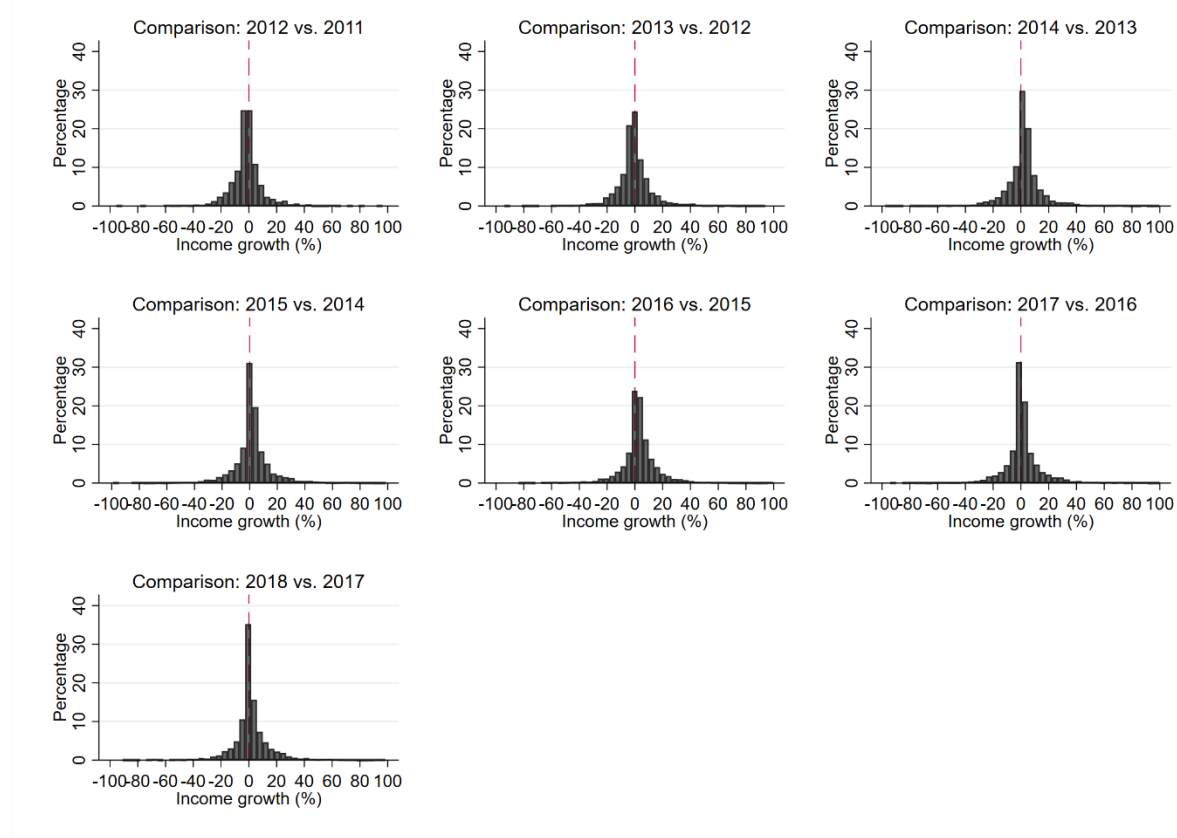 Comparison: 2012 vs. 2011
Percentage
0 10 20 30 40
-100 -80 -60 -40 -20 0 20 40 60 80 100
Income growth (%)
Comparison: 2013 vs. 2012
Percentage
0 10 20 30 40
-100 -80 -60 -40 -20 0 20 40 60 80 100
Income growth (%)
Comparison: 2014 vs. 2013
Percentage
0 10 20 30 40
-100 -80 -60 -40 -20 0 20 40 60 80 100
Income growth (%)
Comparison: 2015 vs. 2014
Percentage
0 10 20 30 40
-100 -80 -60 -40 -20 0 20 40 60 80 100
Income growth (%)
Comparison: 2016 vs. 2015
Percentage
0 10 20 30 40
-100 -80 -60 -40 -20 0 20 40 60 80 100
Income growth (%)
Comparison: 2017 vs. 2016
Percentage
0 10 20 30 40
-100 -80 -60 -40 -20 0 20 40 60 80 100
Income growth (%)
Comparison: 2018 vs. 2017
Percentage
0 10 20 30 40
-100 -80 -60 -40 -20 0 20 40 60 80 100
Income growth (%)